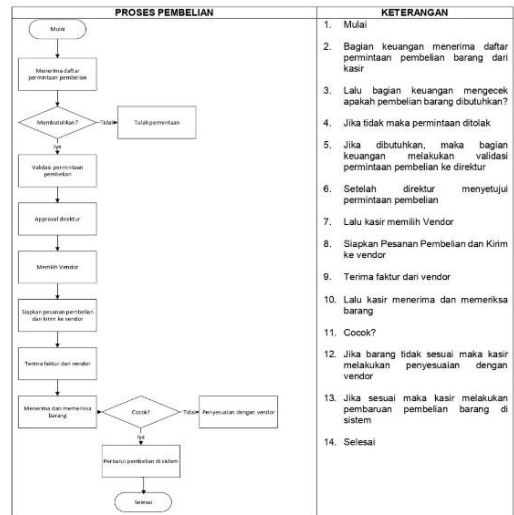 PROSES PEMBELIAN
KETERANGAN
Mulai
Menerima daftar
permintaan pembelian
Membutuhkan?
Tidak
Tolak permintaan
Iya
Validasi permintaan
pembelian
Approval direktur
Memilih Vendor
Siapkan pesanan pembelian
dan kirim ke vendor
Terima faktur dari vendor
Menerima dan memeriksa
barang
Cocok?
Tidak
Penyesuaian dengan vendor
Iya
Perbarui pembelian di sistem
Selesai
1. Mulai
2. Bagian keuangan menerima daftar
permintaan pembelian barang dari
kasir
3. Lalu bagian keuangan mengecek
apakah pembelian barang dibutuhkan?
4. Jika tidak maka permintaan ditolak
5. Jika dibutuhkan, maka bagian
keuangan melakukan validasi
permintaan pembelian ke direktur
6. Setelah direktur menyetujui
permintaan pembelian
7. Lalu kasir memilih Vendor
8. Siapkan Pesanan Pembelian dan Kirim
ke vendor
9. Terima faktur dari vendor
10. Lalu kasir menerima dan memeriksa
barang
11. Cocok?
12. Jika barang tidak sesuai maka kasir
melakukan penyesuaian dengan
vendor
13. Jika sesuai maka kasir melakukan
pembaruan pembelian barang di
sistem
14. Selesai